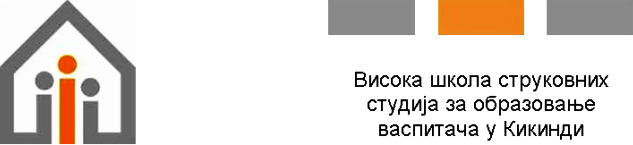 Висока школа струковних
студија за образовање
васпитача у Кикинди